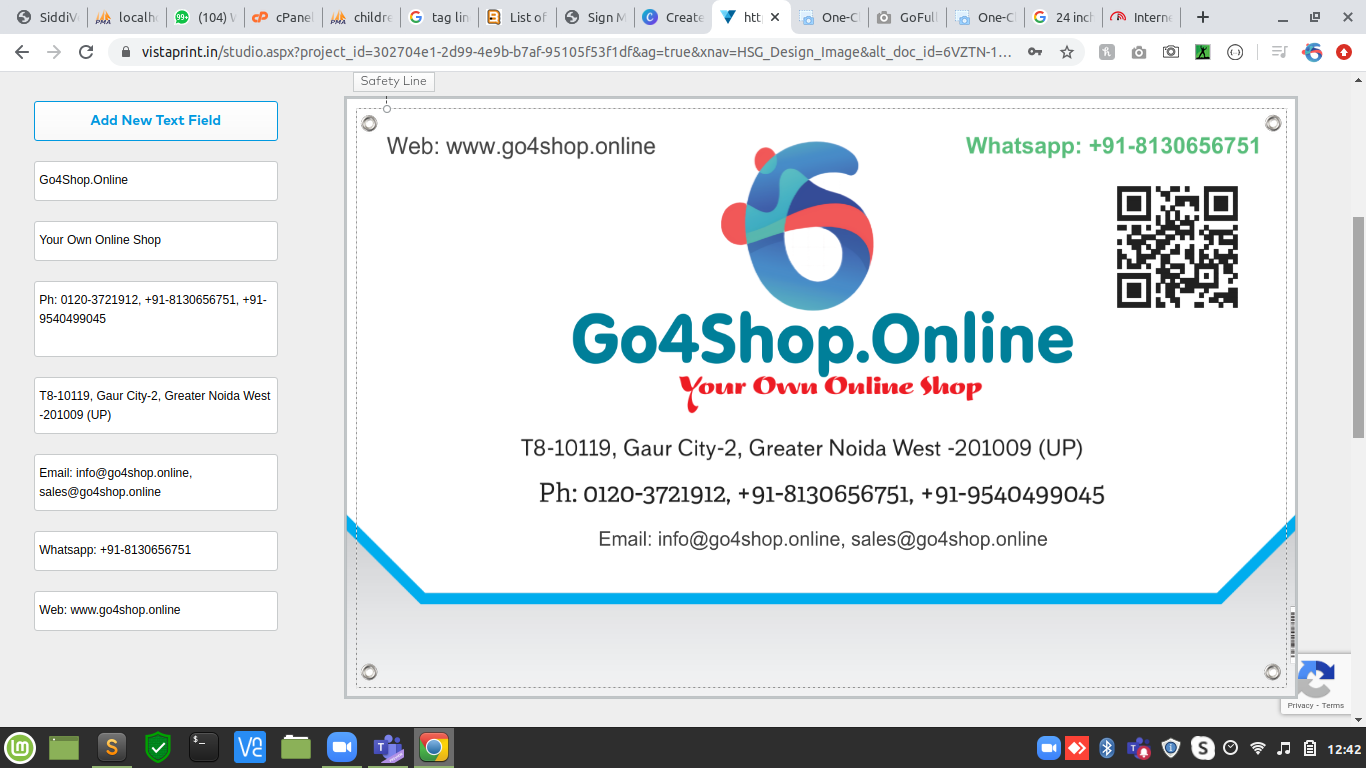 SiddiV
localho
(104) W
cPanel
childre
tag lin
List of
Sign M
Create
http
One-Cl
GoFull
One-Cl
24 inch
Interne
vistaprint.in/studio.aspx?project_id=302704e1-2d99-4e9b-b7af-95105f53f1df&ag=true&xnav=HSG_Design_Image&alt_doc_id=6VZTN-1...
Safety Line
Add New Text Field
Go4Shop.Online
Your Own Online Shop
Ph: 0120-3721912, +91-8130656751, +91-
9540499045
T8-10119, Gaur City-2, Greater Noida West
-201009 (UP)
Email: info@go4shop.online,
sales@go4shop.online
Whatsapp: +91-8130656751
Web: www.go4shop.online
Web: www.go4shop.online
Whatsapp: +91-8130656751
Go4Shop.Online
Your Own Online Shop
T8-10119, Gaur City-2, Greater Noida West -201009 (UP)
Ph: 0120-3721912, +91-8130656751, +91-9540499045
Email: info@go4shop.online, sales@go4shop.online
Privacy - Terms
12:42